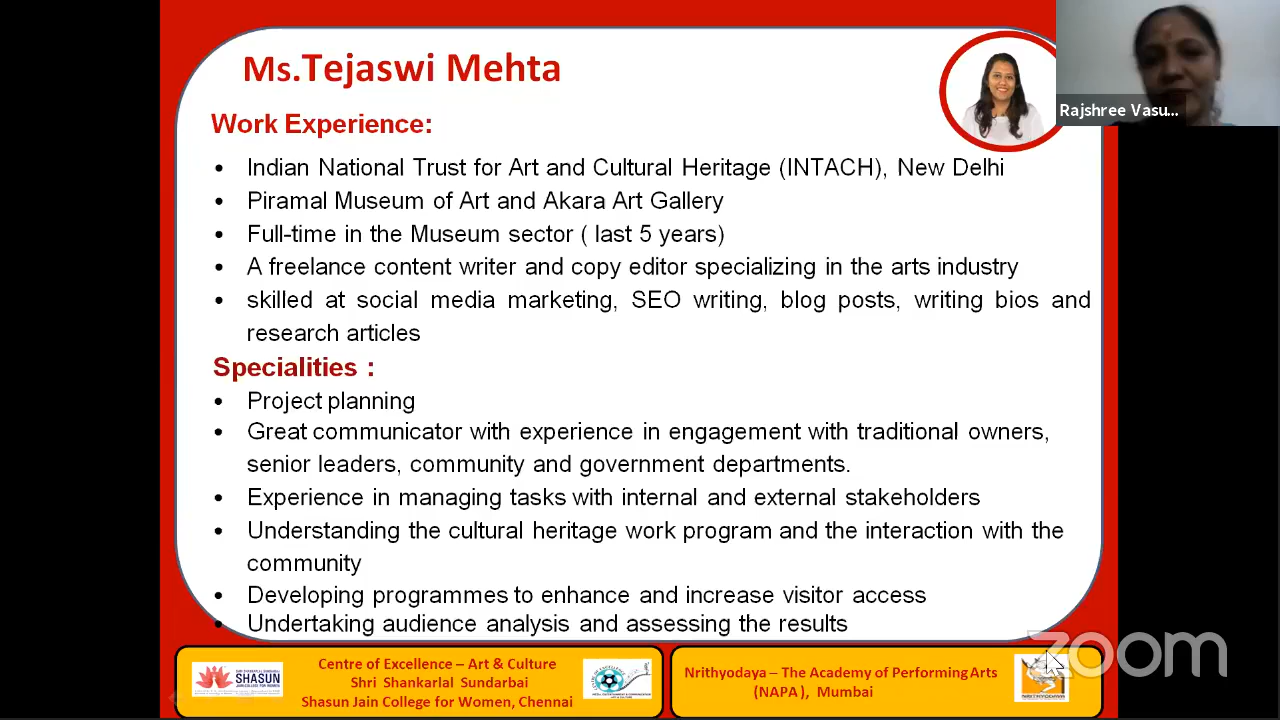 Ms.Tejaswi Mehta
Rajshree Vasu...
Work Experience:
• Indian National Trust for Art and Cultural Heritage (INTACH), New Delhi
• Piramal Museum of Art and Akara Art Gallery
• Full-time in the Museum sector ( last 5 years)
• A freelance content writer and copy editor specializing in the arts industry
• skilled at social media marketing, SEO writing, blog posts, writing bios and
research articles
Specialities :
• Project planning
• Great communicator with experience in engagement with traditional owners,
senior leaders, community and government departments.
• Experience in managing tasks with internal and external stakeholders
• Understanding the cultural heritage work program and the interaction with the
community
• Developing programmes to enhance and increase visitor access
• Undertaking audience analysis and assessing the results
SHASUN
Centre of Excellence – Art & Culture
Shri Shankarlal Sundarbai
Shasun Jain College for Women, Chennai
Nrithyodaya – The Academy of Performing Arts
(NAPA), Mumbai
zoom